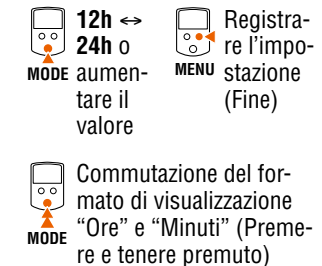 12h ↔
24h o
aumen-
tare il
valore
MODE
Registra-
re l'impo-
stazione
(Fine)
MENU
Commutazione del for-
mato di visualizzazione
“Ore” e “Minuti” (Preme-
re e tenere premuto)
MODE